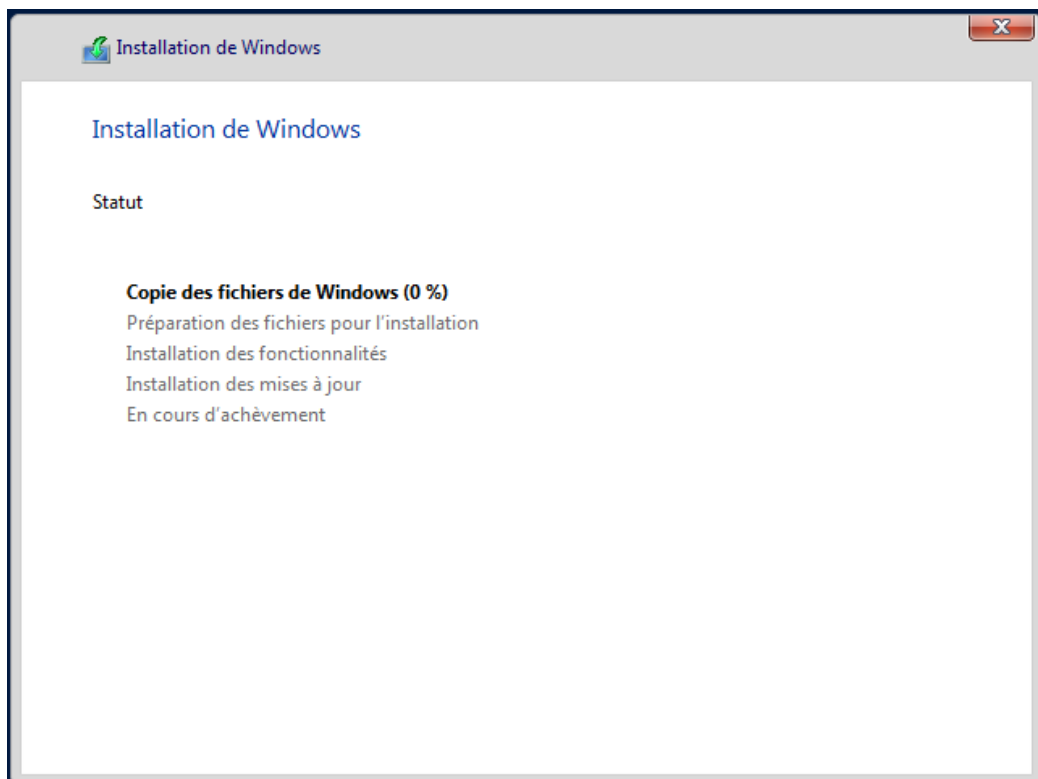 Installation de Windows
Installation de Windows
Statut
Copie des fichiers de Windows (0 %)
Préparation des fichiers pour l'installation
Installation des fonctionnalités
Installation des mises à jour
En cours d'achèvement